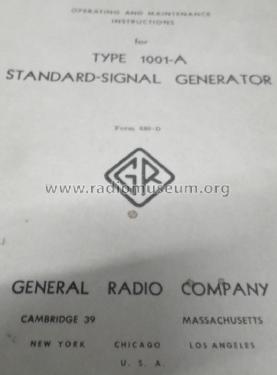 OPERATING AND MAINTENANCE
INSTRUCTIONS
for
TYPE 1001-A
STANDARD-SIGNAL GENERATOR
GR
www.radiomuseum.org
GENERAL RADIO COMPANY
CAMBRIDGE 39 MASSACHUSETTS
NEW YORK CHICAGO LOS ANGELES
U. S. A.